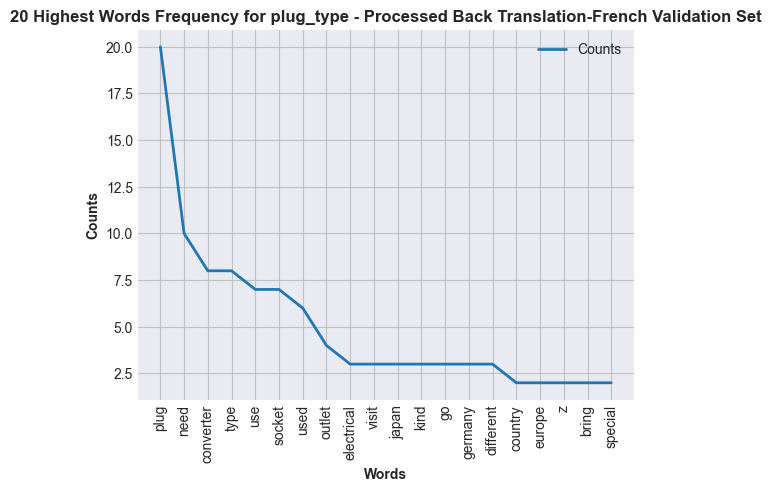 20 Highest Words Frequency for plug_type - Processed Back Translation-French Validation Set
Counts
20.0
17.5
15.0
12.5
10.0
7.5
5.0
2.5
Counts
plug
need
converter
type
use
socket
used
outlet
electrical
visit
japan
kind
go
germany
different
country
europe
z
bring
special
Words